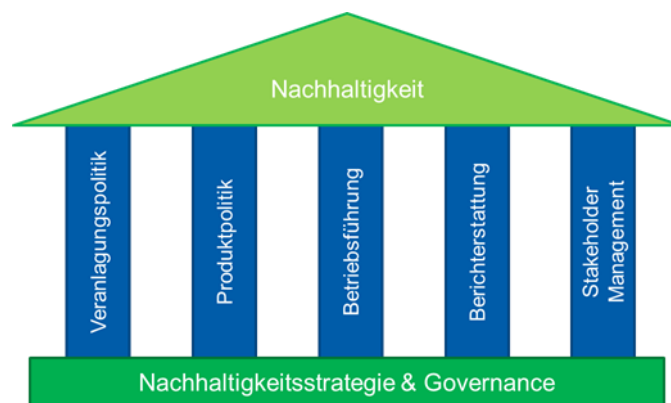 Nachhaltigkeit
Veranlagungspolitik
Produktpolitik
Betriebsführung
Berichterstattung
Stakeholder
Management
Nachhaltigkeitsstrategie & Governance